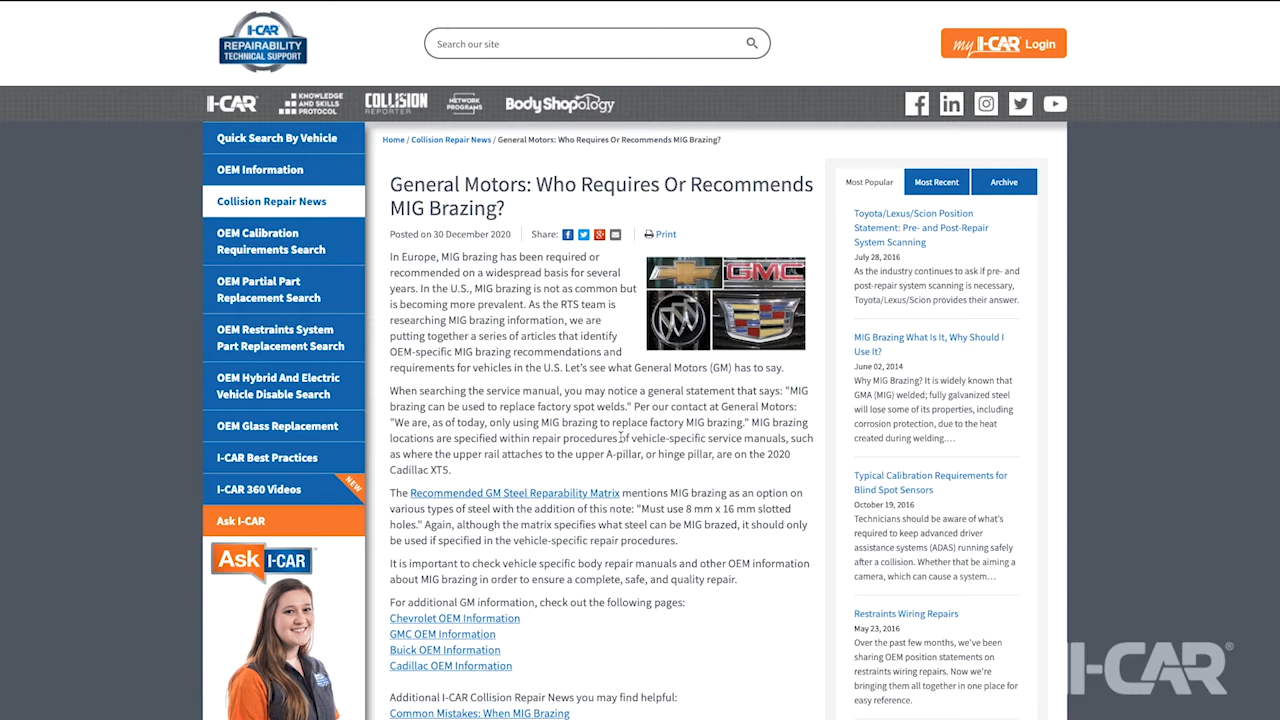 I-CAR
REPAIRABILITY
TECHNICAL SUPPORT
Search our site
my I-CAR Login
I-CAR
KNOWLEDGE
AND SKILLS
PROTOCOL
COLLISION
REPORTER
NETWORK
PROGRAMS
BodyShopology
Quick Search By Vehicle
OEM Information
Collision Repair News
OEM Calibration
Requirements Search
OEM Partial Part
Replacement Search
OEM Restraints System
Part Replacement Search
OEM Hybrid And Electric
Vehicle Disable Search
OEM Glass Replacement
I-CAR Best Practices
I-CAR 360 Videos
NEW
Ask I-CAR
Ask I-CAR
Home / Collision Repair News / General Motors: Who Requires Or Recommends MIG Brazing?
General Motors: Who Requires Or Recommends
MIG Brazing?
Posted on 30 December 2020
Share:
Print
GMC
In Europe, MIG brazing has been required or
recommended on a widespread basis for several
years. In the U.S., MIG brazing is not as common but
is becoming more prevalent. As the RTS team is
researching MIG brazing information, we are
putting together a series of articles that identify
OEM-specific MIG brazing recommendations and
requirements for vehicles in the U.S. Let's see what General Motors (GM) has to say.
When searching the service manual, you may notice a general statement that says: "MIG
brazing can be used to replace factory spot welds." Per our contact at General Motors:
"We are, as of today, only using MIG brazing to replace factory MIG brazing." MIG brazing
locations are specified within repair procedures of vehicle-specific service manuals, such
as where the upper rail attaches to the upper A-pillar, or hinge pillar, are on the 2020
Cadillac XT5.
The Recommended GM Steel Reparability Matrix mentions MIG brazing as an option on
various types of steel with the addition of this note: "Must use 8 mm x 16 mm slotted
holes." Again, although the matrix specifies what steel can be MIG brazed, it should only
be used if specified in the vehicle-specific repair procedures.
It is important to check vehicle specific body repair manuals and other OEM information
about MIG brazing in order to ensure a complete, safe, and quality repair.
For additional GM information, check out the following pages:
Chevrolet OEM Information
GMC OEM Information
Buick OEM Information
Cadillac OEM Information
Additional I-CAR Collision Repair News you may find helpful:
Common Mistakes: When MIG Brazing
Most Popular
Most Recent
Archive
Toyota/Lexus/Scion Position
Statement: Pre- and Post-Repair
System Scanning
July 28, 2016
As the industry continues to ask if pre- and
post-repair system scanning is necessary,
Toyota/Lexus/Scion provides their answer.
MIG Brazing What Is It, Why Should I
Use It?
June 02, 2014
Why MIG Brazing? It is widely known that
GMA (MIG) welded; fully galvanized steel
will lose some of its properties, including
corrosion protection, due to the heat
created during welding.…
Typical Calibration Requirements for
Blind Spot Sensors
October 19, 2016
Technicians should be aware of what's
required to keep advanced driver
assistance systems (ADAS) running safely
after a collision. Whether that be aiming a
camera, which can cause a system…
Restraints Wiring Repairs
May 23, 2016
Over the past few months, we've been
sharing OEM position statements on
restraints wiring repairs. Now we're
bringing them all together in one place for
easy reference.
I-CAR®